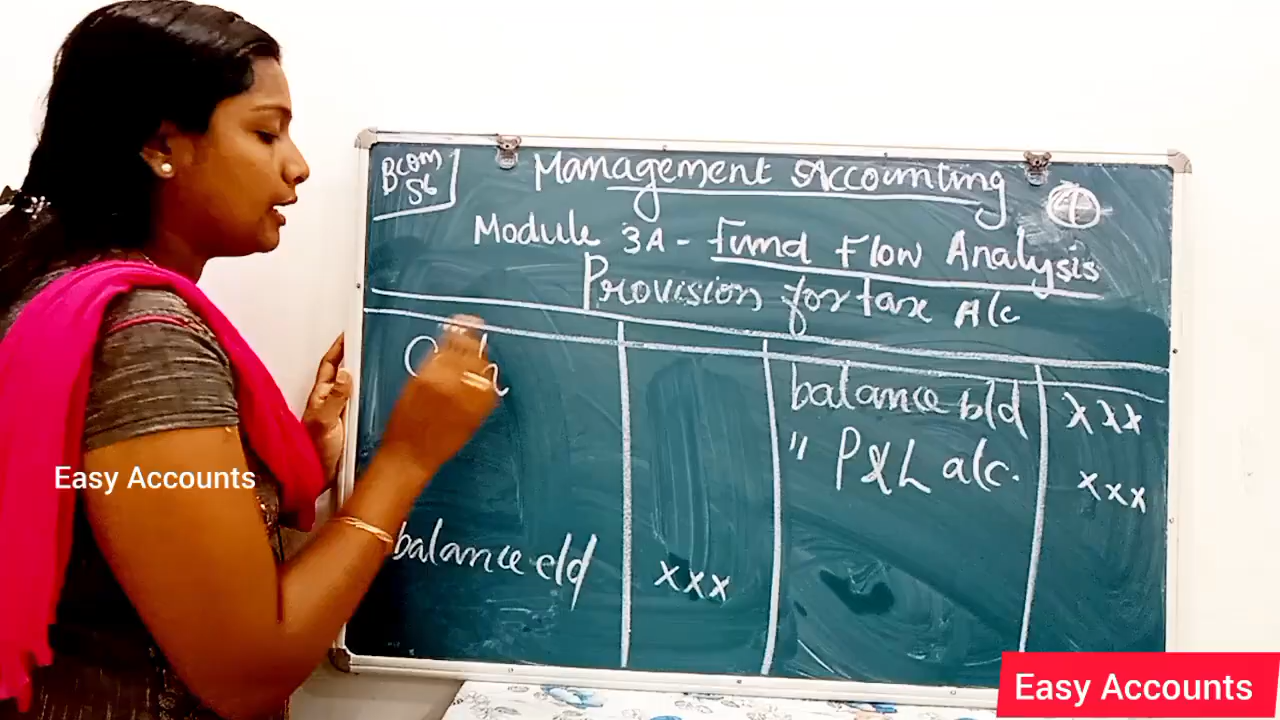 BCOM
S6
Management Accounting
4
Module 3A - Fund Flow Analysis
Provision for tax A/c
balance b/d xxx
" P&L a/c. xxx
balance c/d xxx
Easy Accounts
Easy Accounts